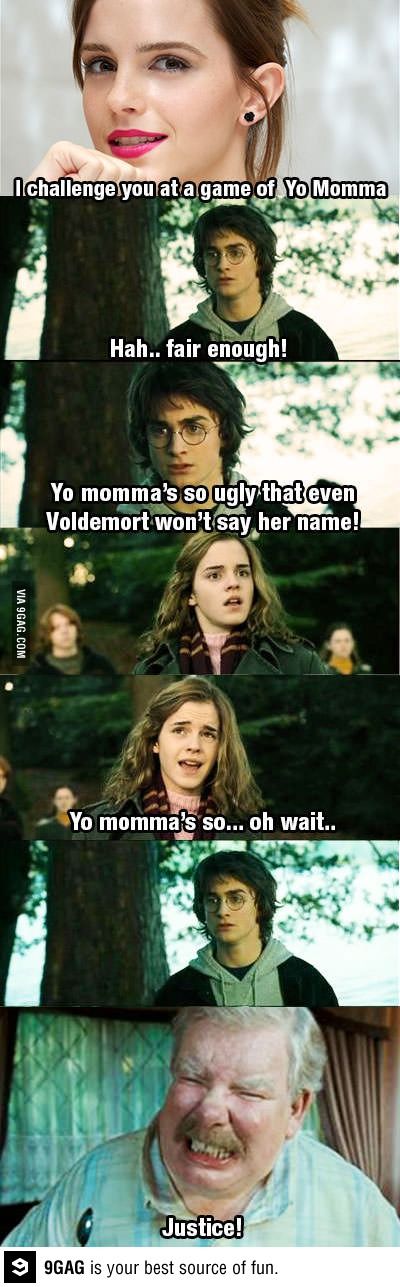 I challenge you at a game of Yo Momma
Hah.. fair enough!
Yo momma's so ugly that even
Voldemort won't say her name!
VIA 9GAG.COM
Yo momma's so... oh wait..
Justice!
9GAG is your best source of fun.